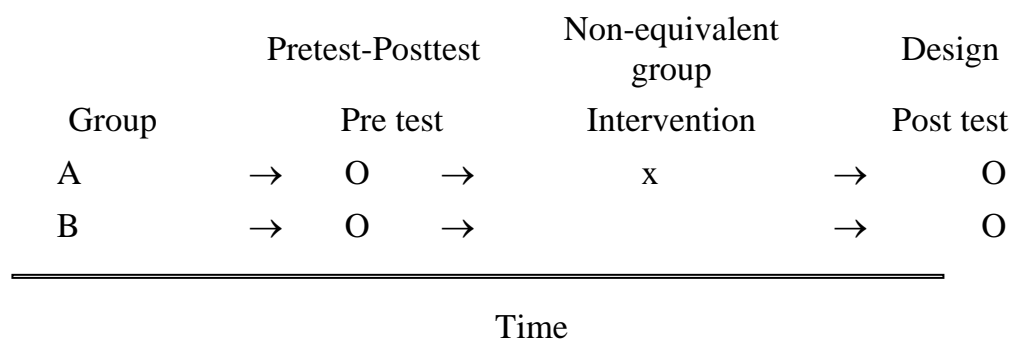 Pretest-Posttest Non-equivalent group Design
Group Pre test Intervention Post test
A → O → x → O
B → O → → O
Time